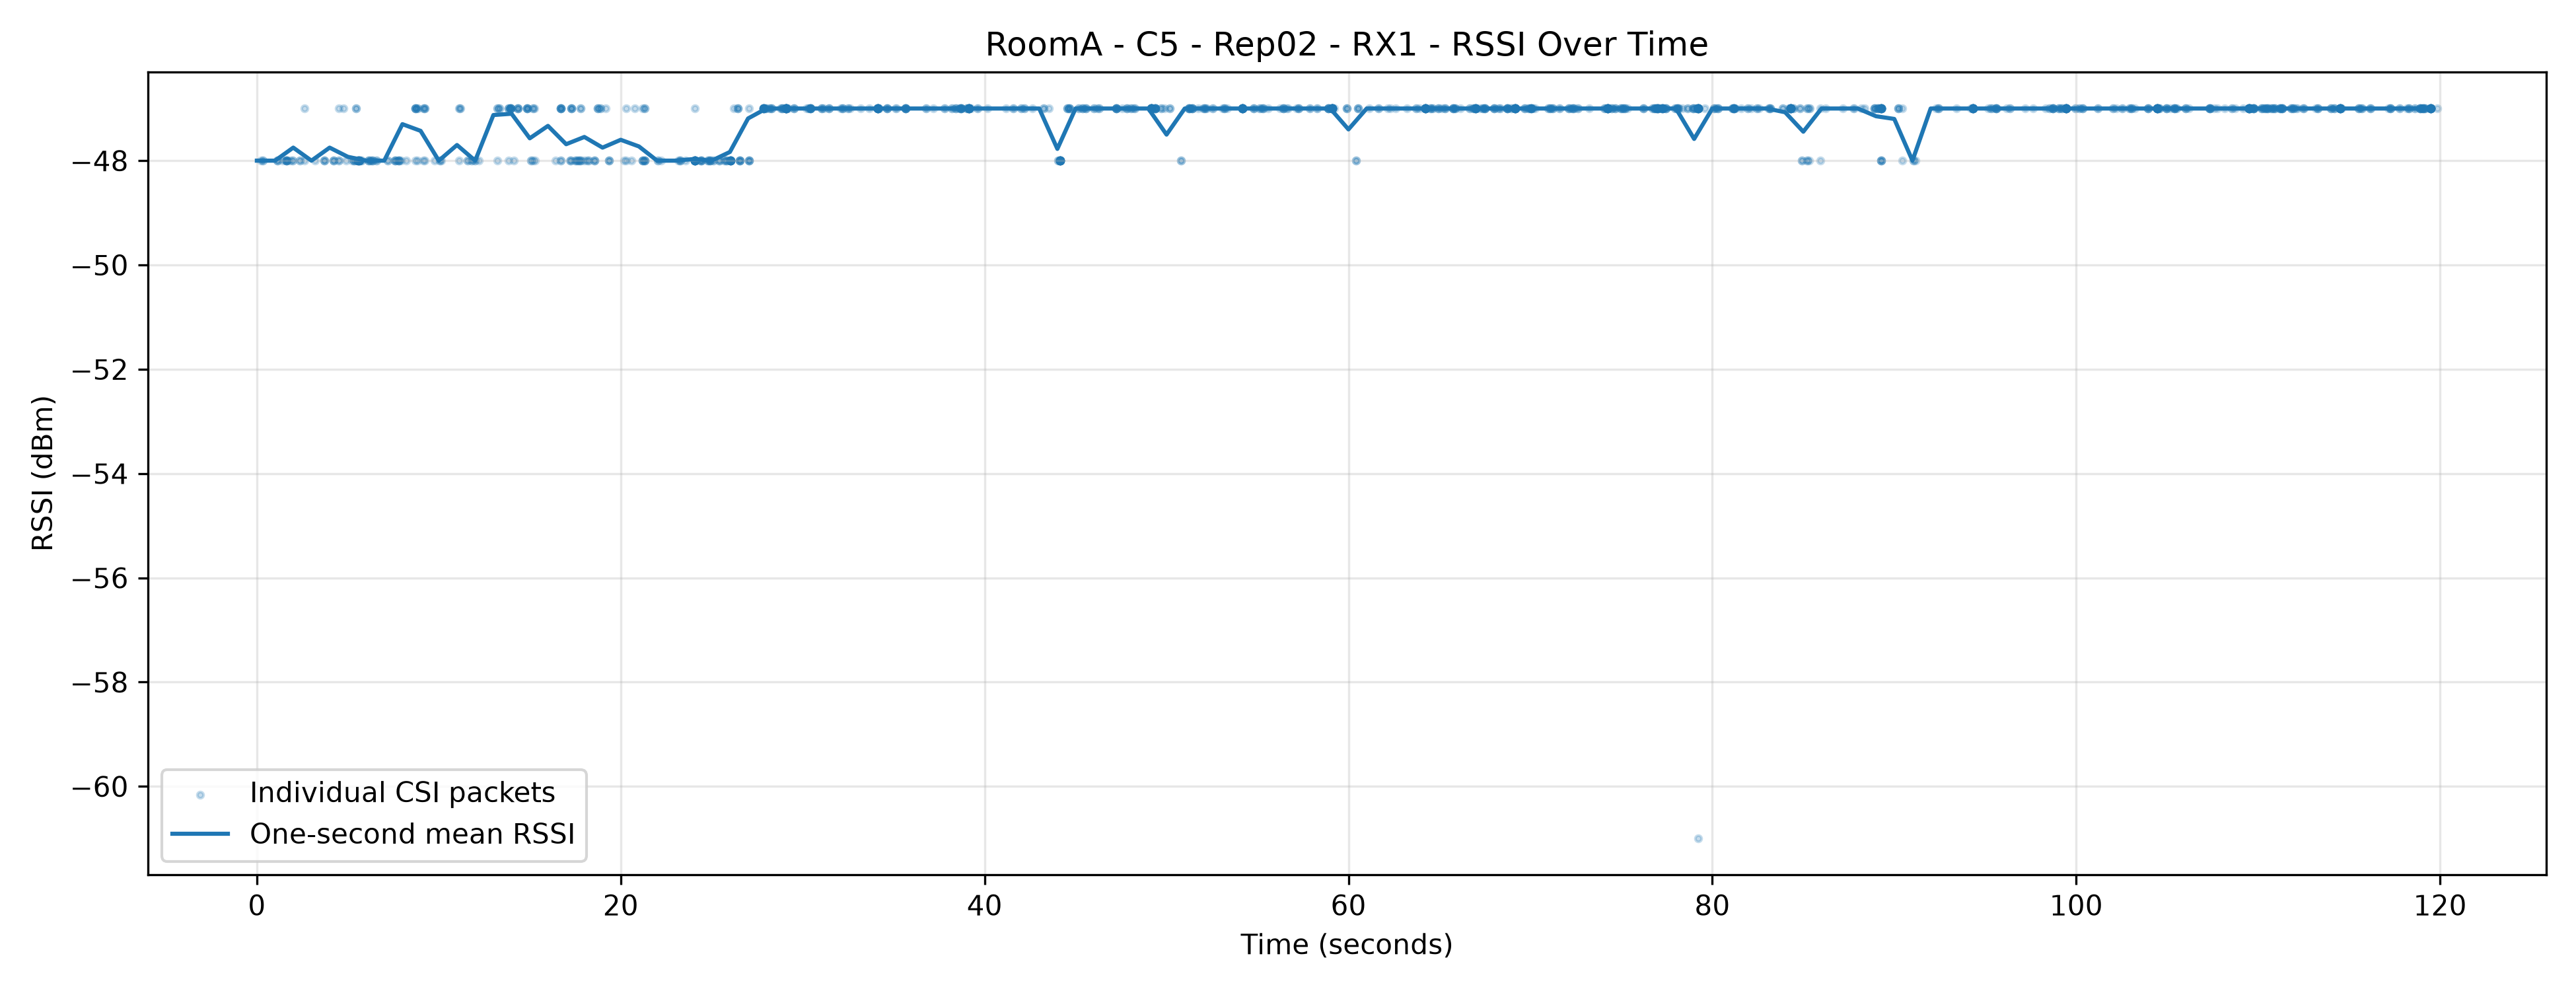 RoomA - C5 - Rep02 - RX1 - RSSI Over Time
RSSI (dBm)
−48
−50
−52
−54
−56
−58
−60
Individual CSI packets
One-second mean RSSI
0 20 40 60 80 100 120
Time (seconds)